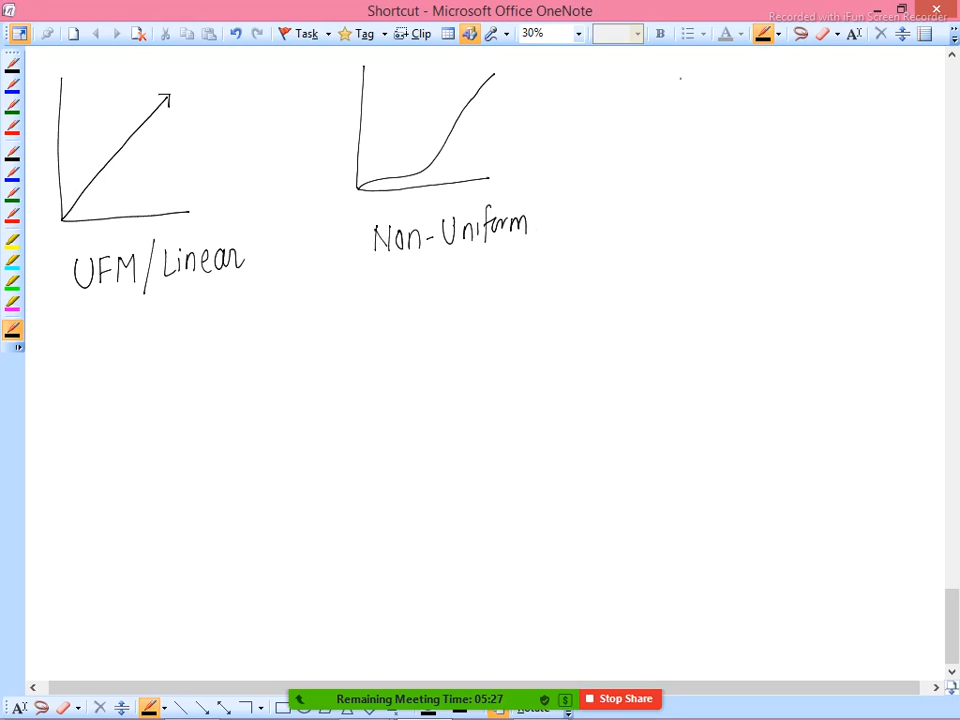 Shortcut - Microsoft Office OneNote
Recorded with iFun Screen Recorder
Task
Tag
Clip
30%
B
A
UFM/Linear
Non-Uniform
Remaining Meeting Time: 05:27
Stop Share
Rotate